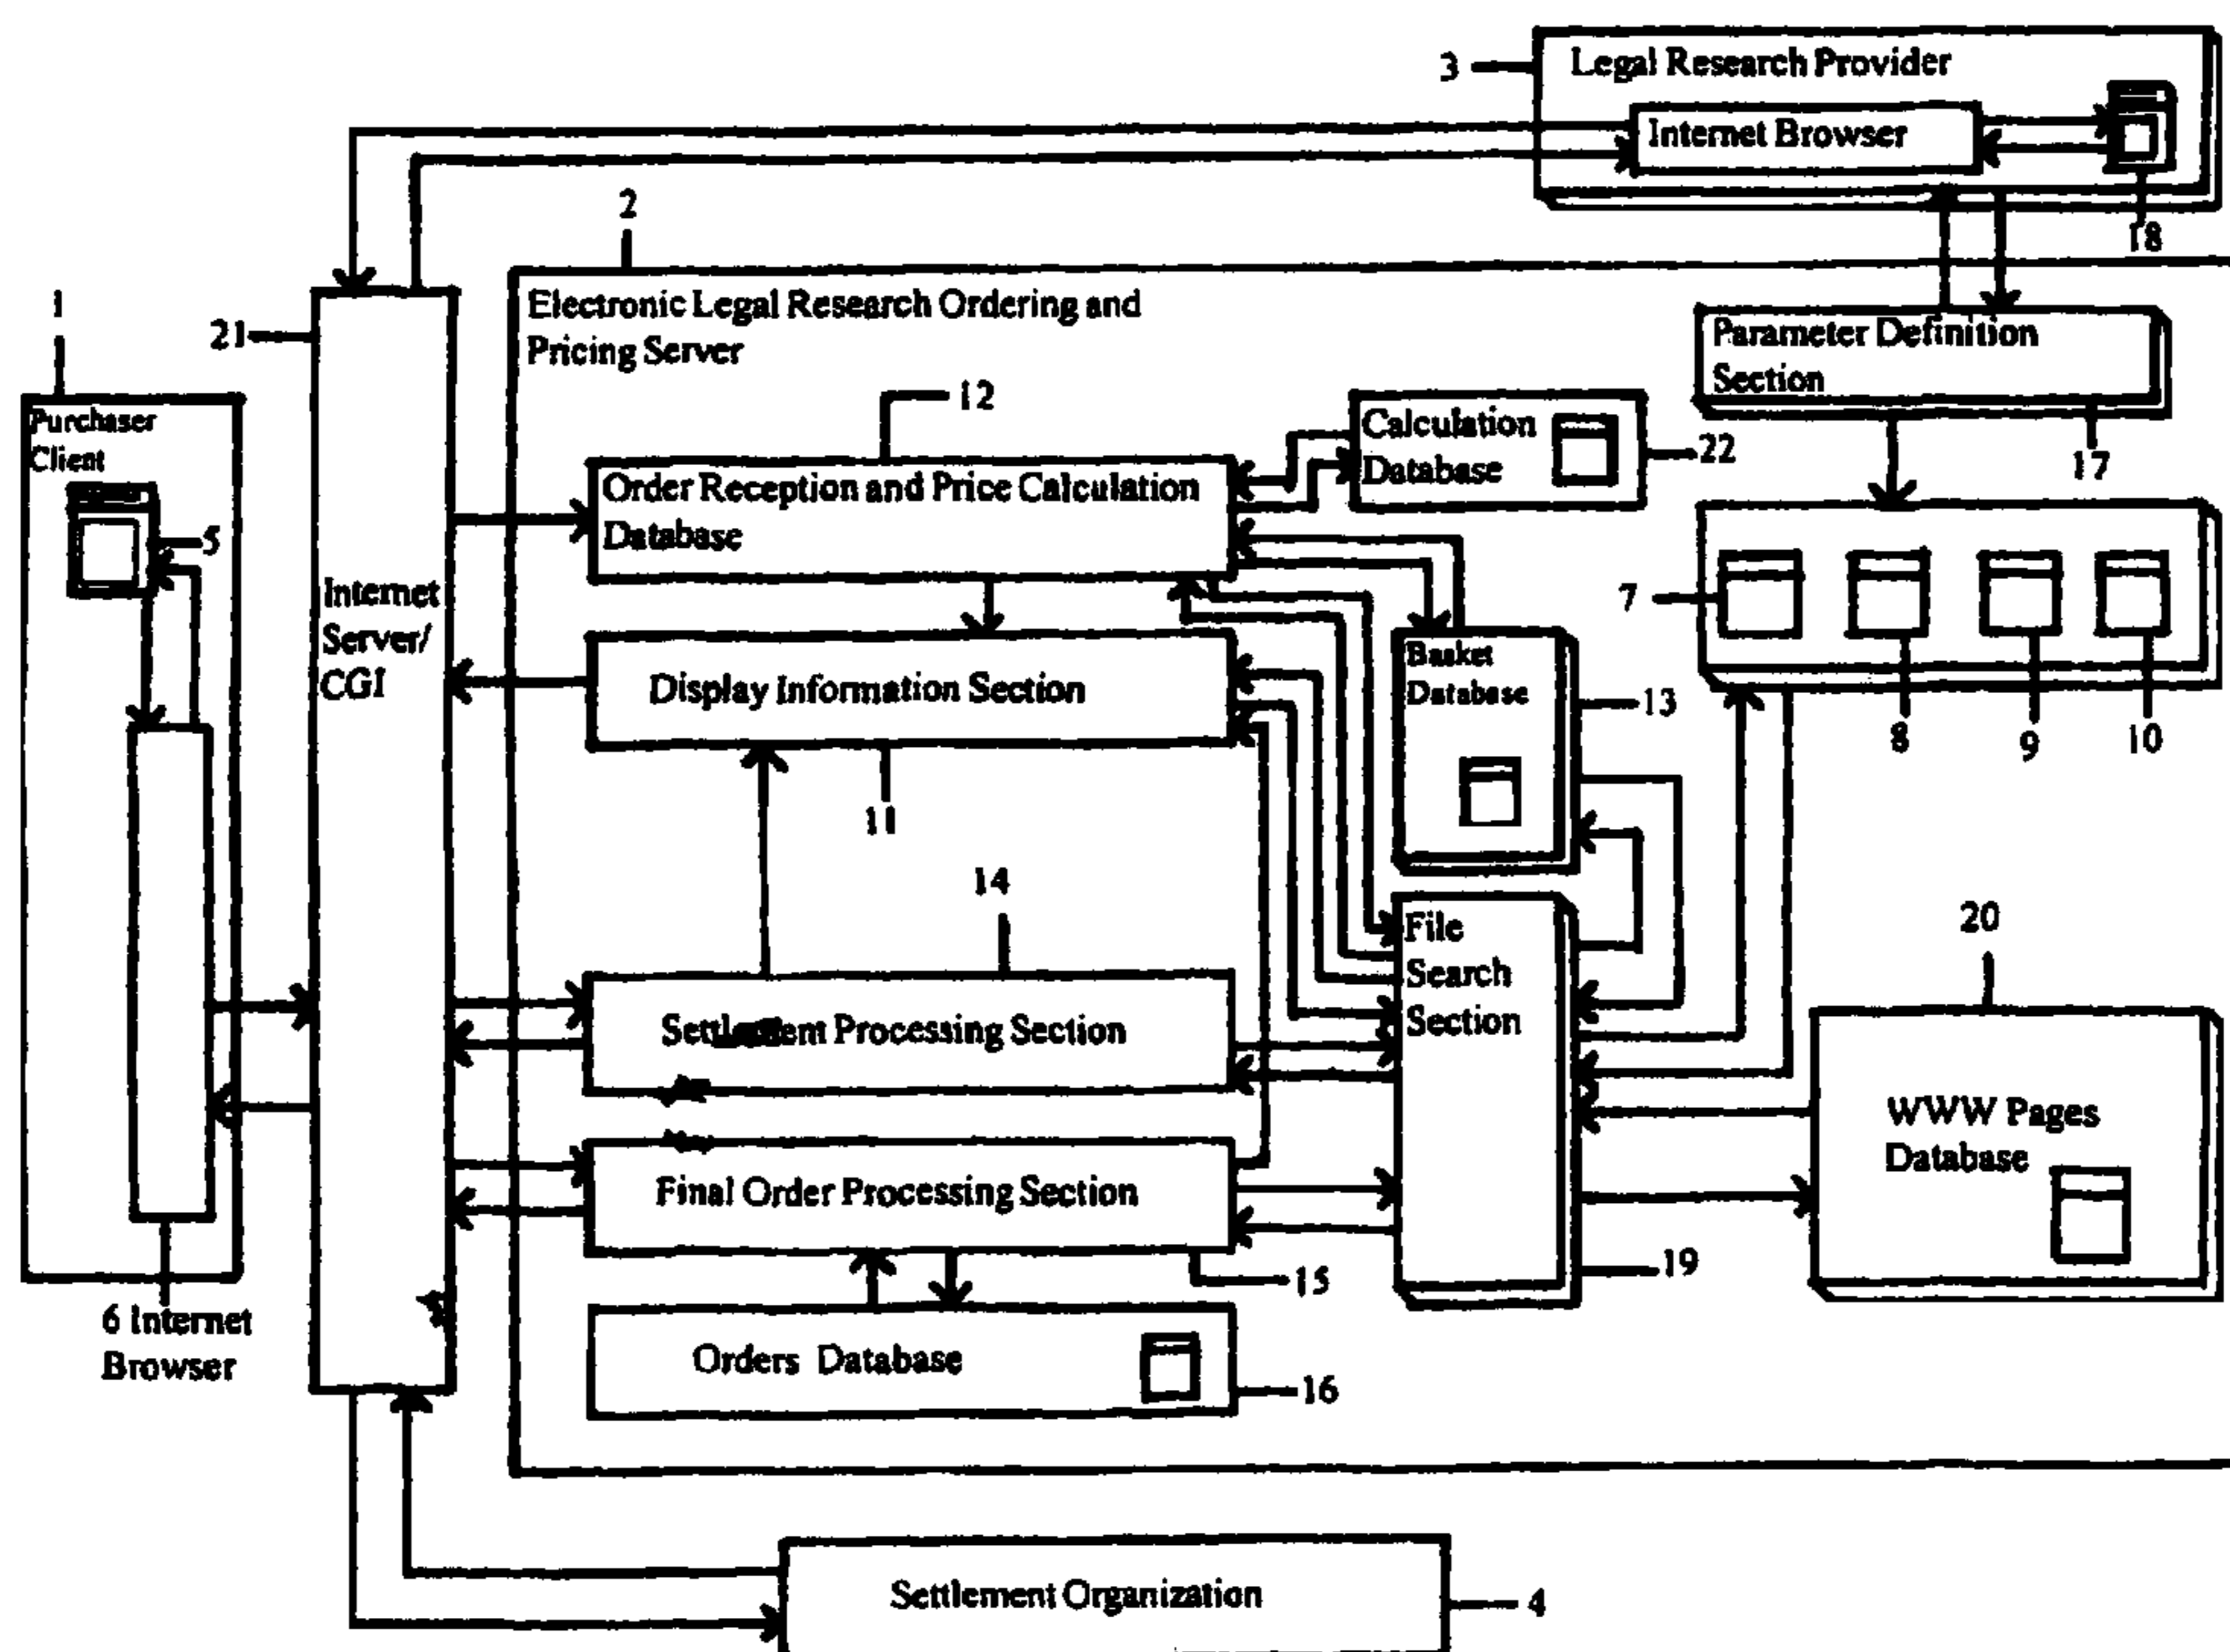 3
Legal Research Provider
Internet Browser
18
2
1
21
Electronic Legal Research Ordering and
Pricing Server
Parameter Definition
Section
17
12
Calculation
Database
22
Purchaser
Client
5
Order Reception and Price Calculation
Database
7
8
9
10
Internet
Server/
CGI
Display Information Section
11
Basket
Database
13
14
File
Search
Section
20
Settlement Processing Section
WWW Pages
Database
Final Order Processing Section
15
19
6 Internet
Browser
Orders Database
16
Settlement Organization
4